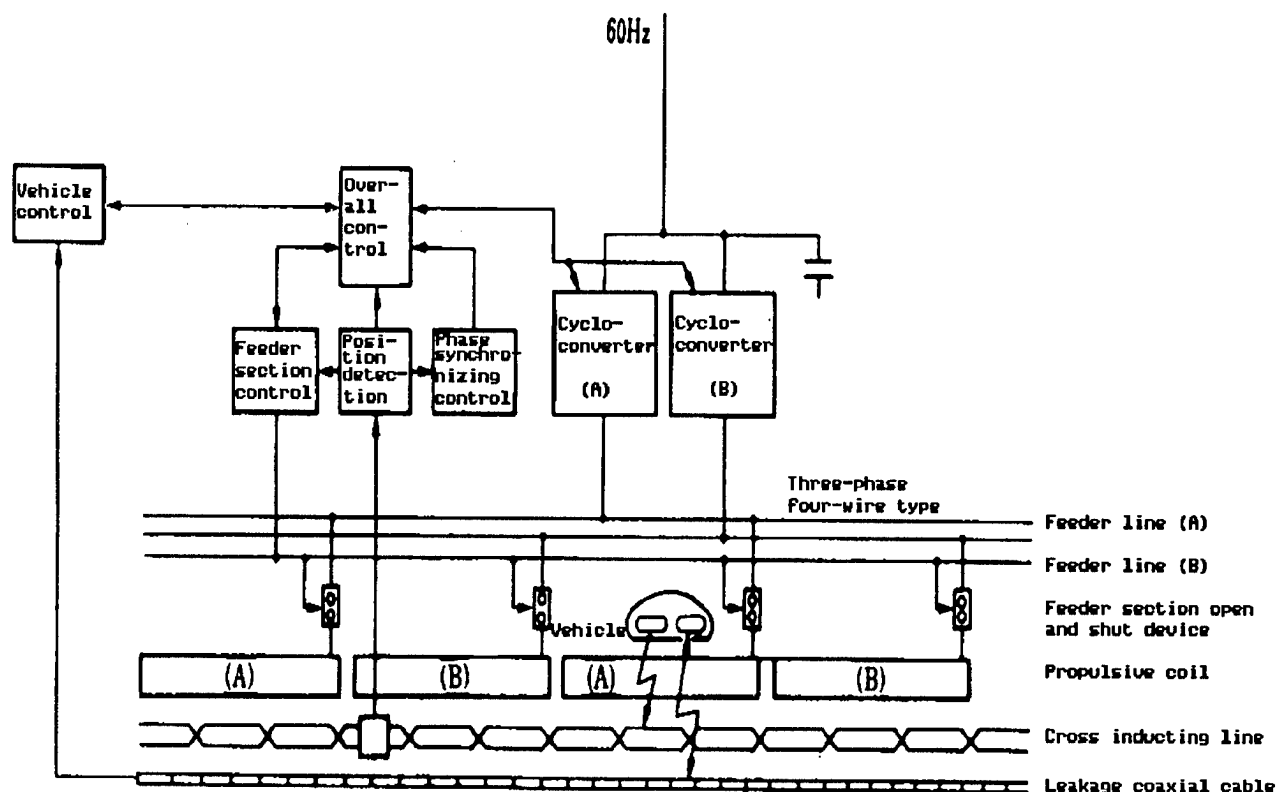 60Hz
Vehicle
control
Over-
all
con-
trol
Feeder
section
control
Posi-
tion
detec-
tion
Phase
synchro-
nizing
control
Cyclo-
converter
(A)
Cyclo-
converter
(B)
Three-phase
four-wire type
Feeder line (A)
Feeder line (B)
Feeder section open
and shut device
Vehicle
(A)
(B)
(A)
(B)
Propulsive coil
Cross inducting line
Leakage coaxial cable